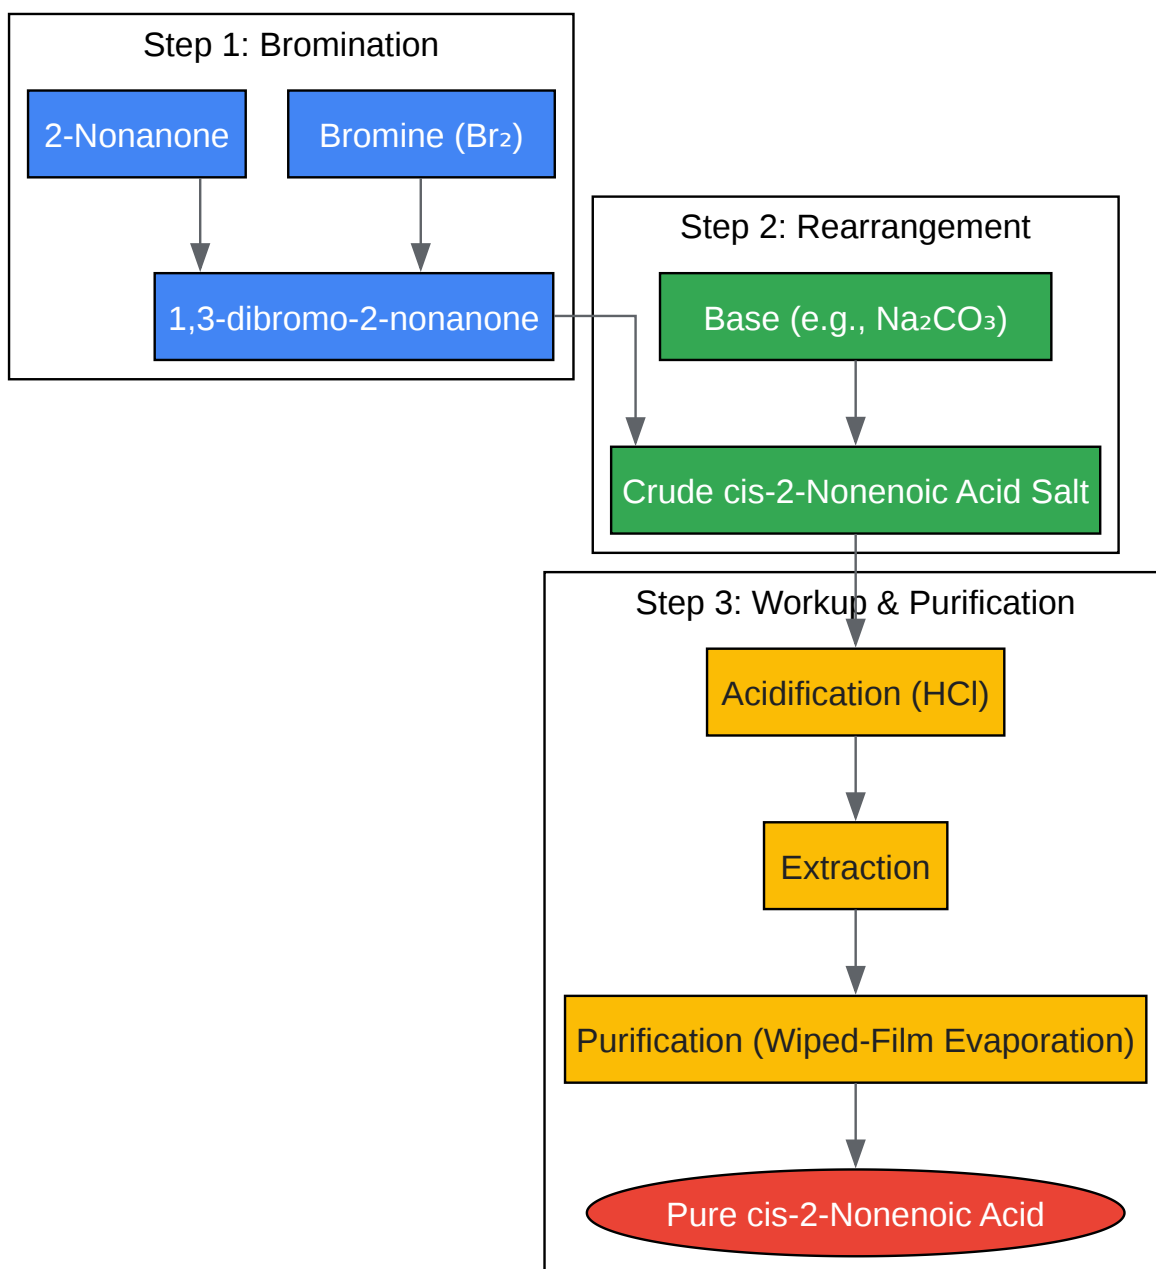 Step 1: Bromination
2-Nonanone
Bromine (Br₂)
1,3-dibromo-2-nonanone
Step 2: Rearrangement
Base (e.g., Na₂CO₃)
Crude cis-2-Nonenoic Acid Salt
Step 3: Workup & Purification
Acidification (HCl)
Extraction
Purification (Wiped-Film Evaporation)
Pure cis-2-Nonenoic Acid